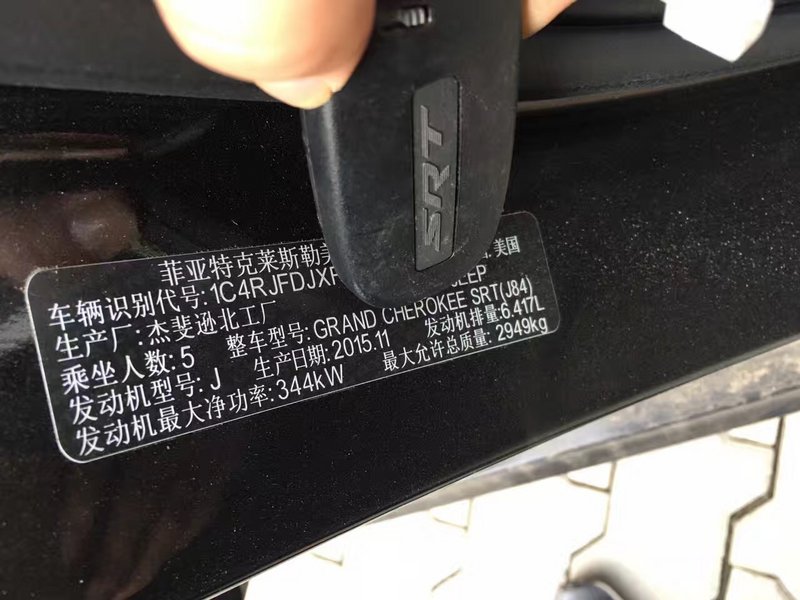 SRT
菲亚特克莱斯勒美 美国
车辆识别代号: 1C4RJFDJX JEEP
生产厂: 杰斐逊北工厂 整车型号: GRAND CHEROKEE SRT(J84)
乘坐人数: 5 生产日期: 2015.11 发动机排量: 6.417L
发动机型号: J 最大允许总质量: 2949kg
发动机最大净功率: 344kW